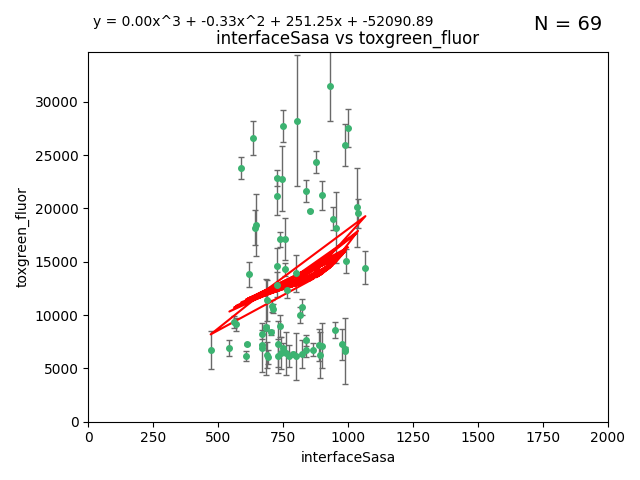 y = 0.00x^3 + -0.33x^2 + 251.25x + -52090.89
N = 69
interfaceSasa vs toxgreen_fluor
30000
25000
20000
15000
10000
5000
0
toxgreen_fluor
0 250 500 750 1000 1250 1500 1750 2000
interfaceSasa